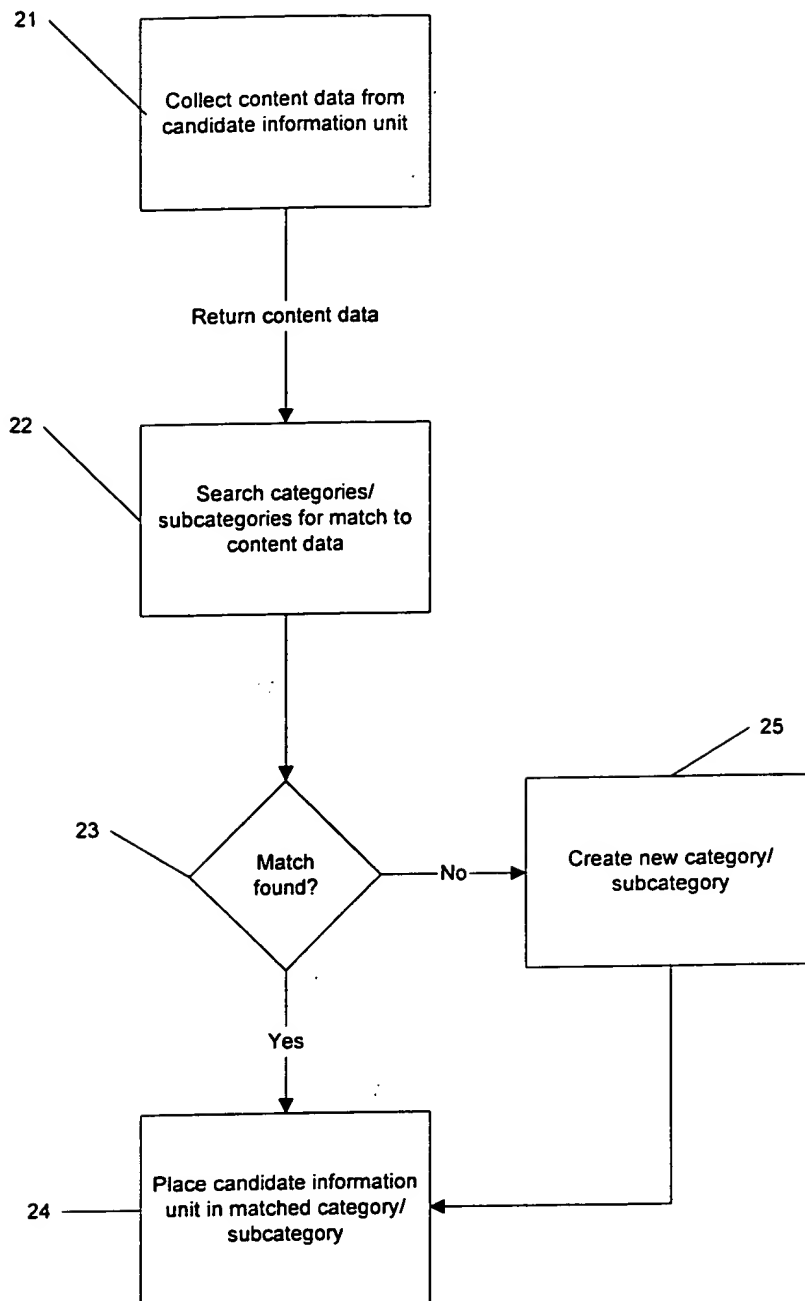 21
Collect content data from
candidate information unit
Return content data
22
Search categories/
subcategories for match to
content data
23
Match
found?
No
25
Create new category/
subcategory
Yes
24
Place candidate information
unit in matched category/
subcategory